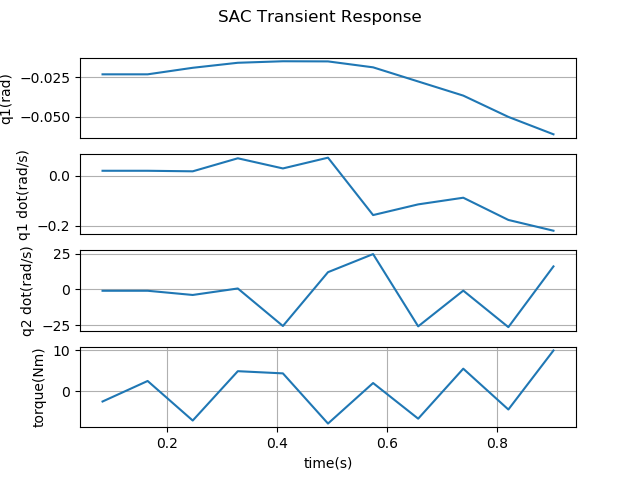 SAC Transient Response
q1(rad)
−0.025
−0.050
q1 dot(rad/s)
0.0
−0.2
q2 dot(rad/s)
25
0
−25
torque(Nm)
10
0
0.2 0.4 0.6 0.8
time(s)